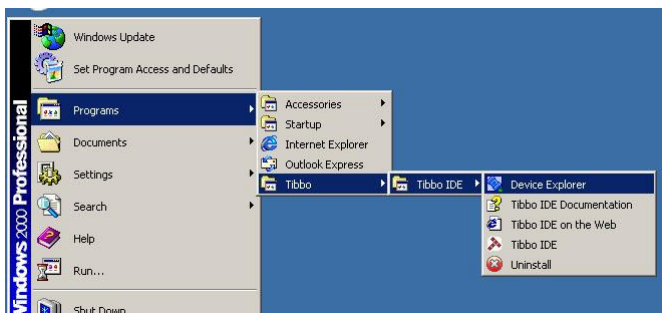 Windows Update
Set Program Access and Defaults
Programs
Documents
Settings
Search
Help
Run...
Shut Down
Windows 2000 Professional
Accessories
Startup
Internet Explorer
Outlook Express
Tibbo
Tibbo IDE
Device Explorer
Tibbo IDE Documentation
Tibbo IDE on the Web
Tibbo IDE
Uninstall